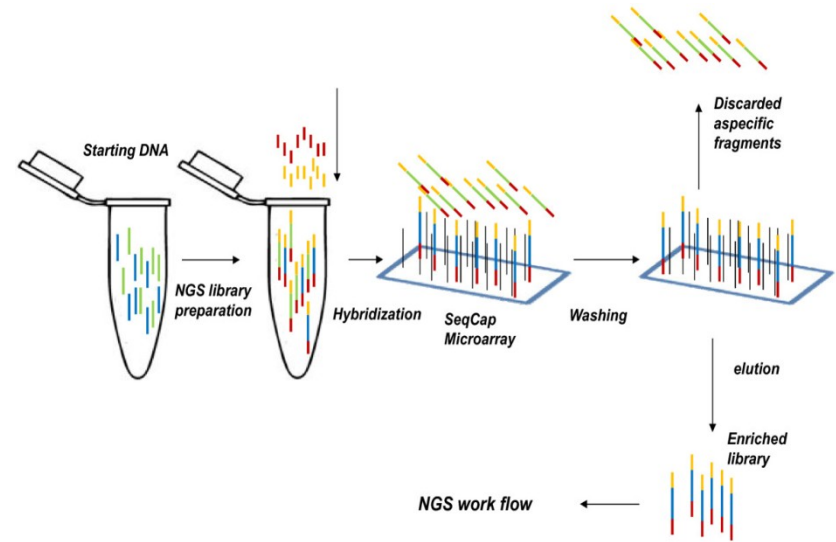 Starting DNA
NGS library
preparation
Hybridization
SeqCap
Microarray
Washing
Discarded
aspecific
fragments
elution
Enriched
library
NGS work flow